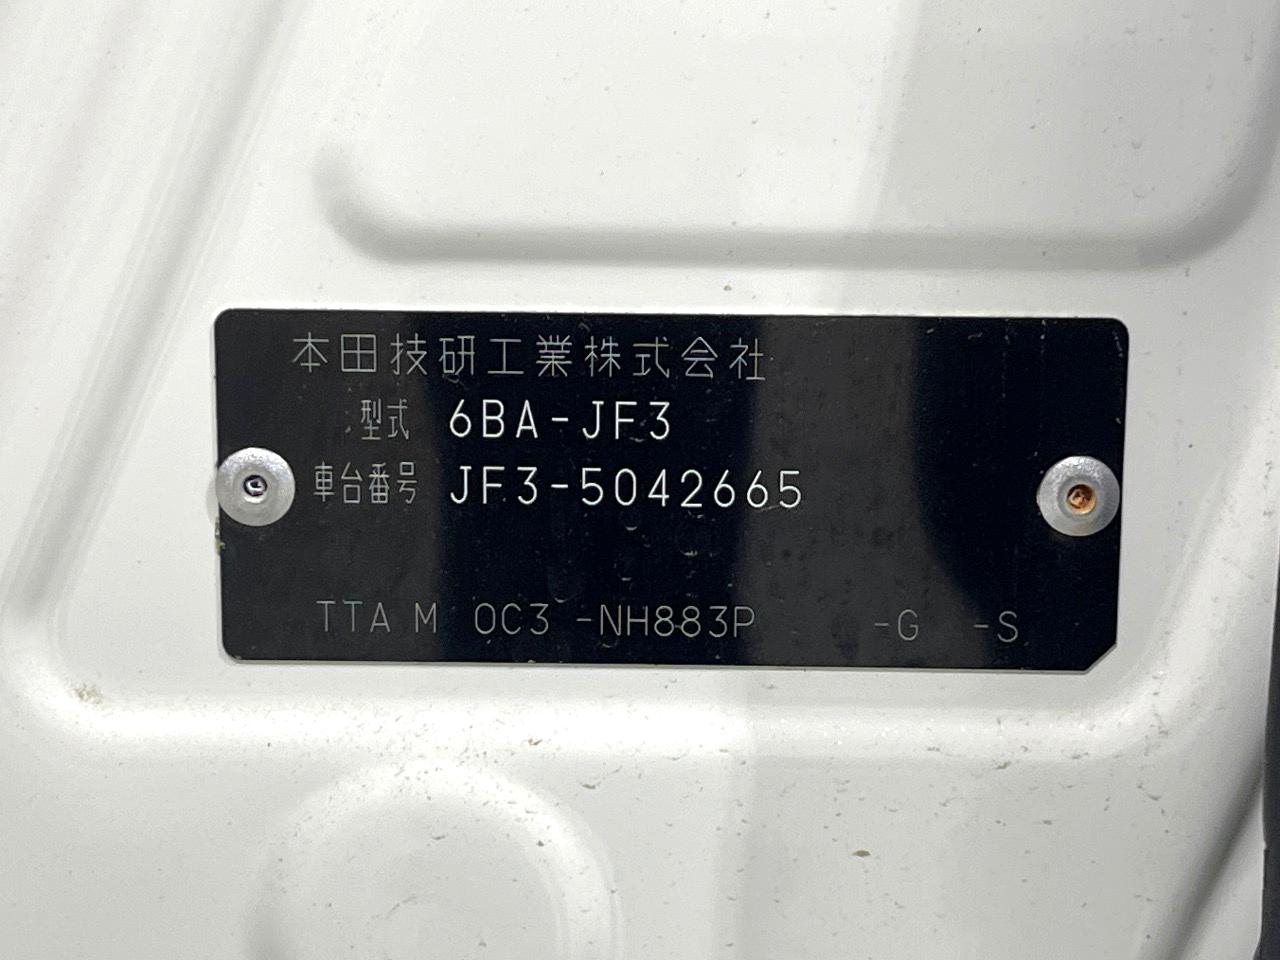 本田技研工業株式会社
型式 6BA-JF3
車台番号 JF3-5042665
TTA M 0C3 -NH883P -G -S